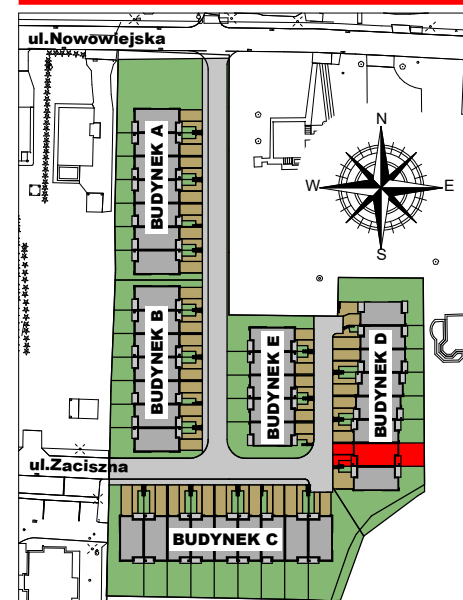 ul.Nowowiejska
BUDYNEK A
N
W
E
S
BUDYNEK B
BUDYNEK E
BUDYNEK D
ul.Zaciszna
BUDYNEK C